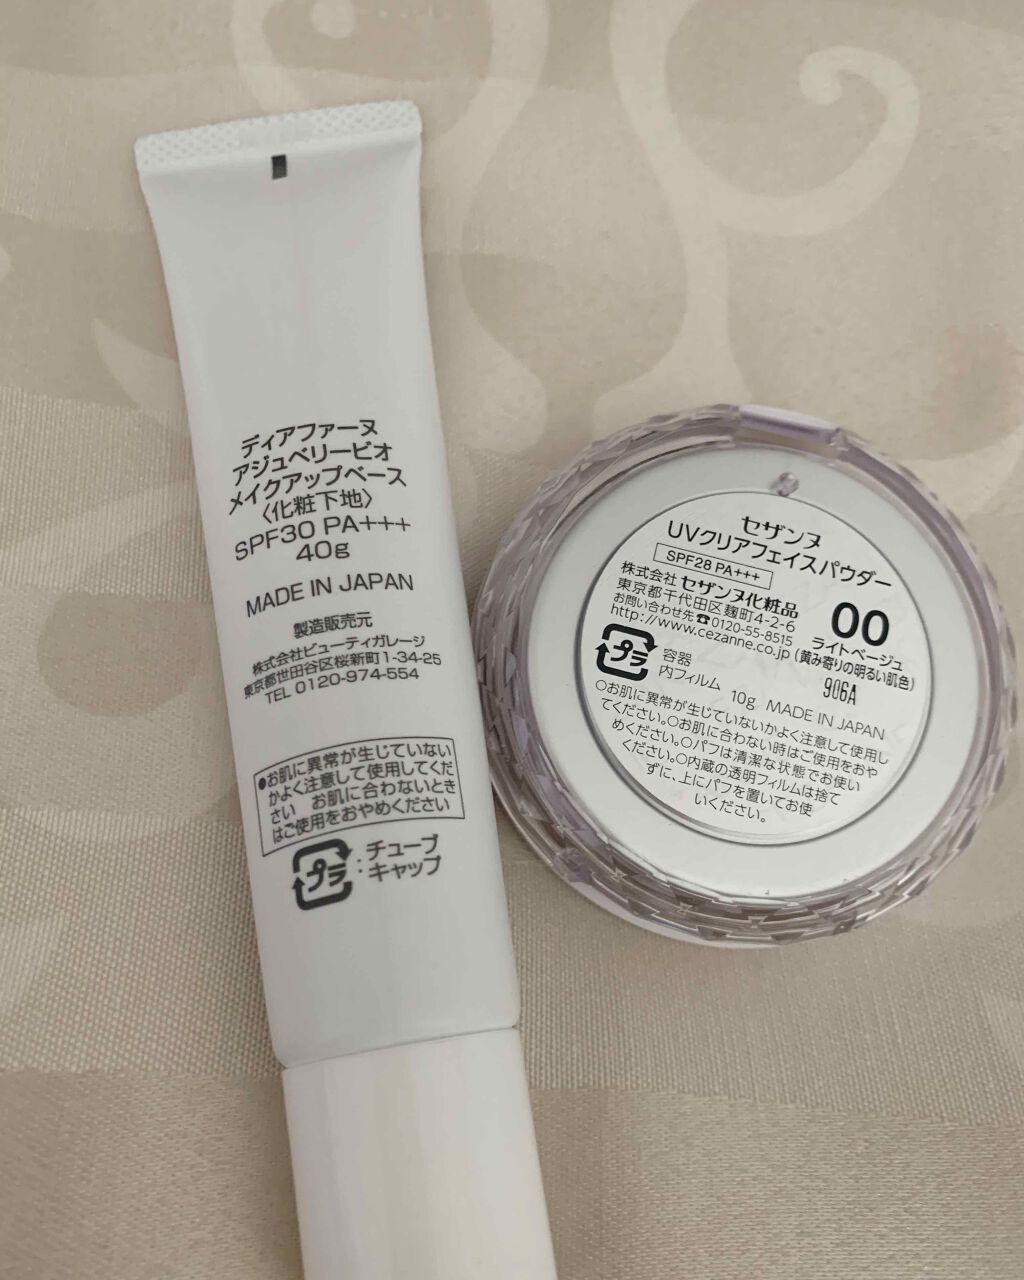 ディアファーヌ
アジュベリービオ
メイクアップベース
〈化粧下地〉
SPF30 PA+++
40g
MADE IN JAPAN
製造販売元
株式会社ビューティガレージ
東京都世田谷区桜新町1-34-25
TEL 0120-974-554
●お肌に異常が生じていない
かよく注意して使用してくだ
さい お肌に合わないとき
はご使用をおやめください
プラ : チューブ
キャップ
セザンヌ
UVクリアフェイスパウダー
SPF28 PA+++
株式会社 セザンヌ化粧品
東京都千代田区麹町4-2-6
お問い合わせ先☎0120-55-8515
http://www.cezanne.co.jp
00
ライトベージュ
(黄み寄りの明るい肌色)
906A
プラ 容器
内フィルム 10g MADE IN JAPAN
○お肌に異常が生じていないかよく注意して使用し
てください。○お肌に合わない時はご使用をおや
めください。○パフは清潔な状態でお使い
ください。○内蔵の透明フィルムは捨て
ずに、上にパフを置いてお使
いください。